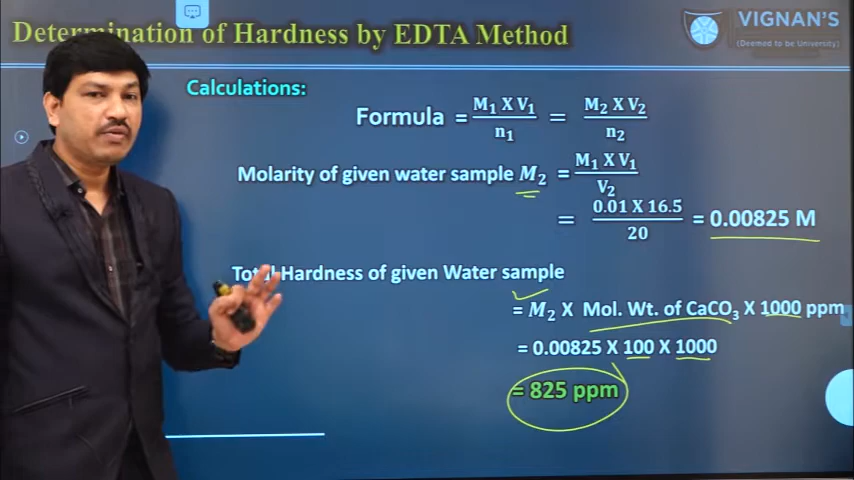 Determination of Hardness by EDTA Method
VIGNAN'S
(Deemed to be University)
Calculations:
Formula = M₁ X V₁ / n₁ = M₂ X V₂ / n₂
Molarity of given water sample M₂ = M₁ X V₁ / V₂
= 0.01 X 16.5 / 20 = 0.00825 M
Total Hardness of given Water sample
= M₂ X Mol. Wt. of CaCO₃ X 1000 ppm
= 0.00825 X 100 X 1000
= 825 ppm